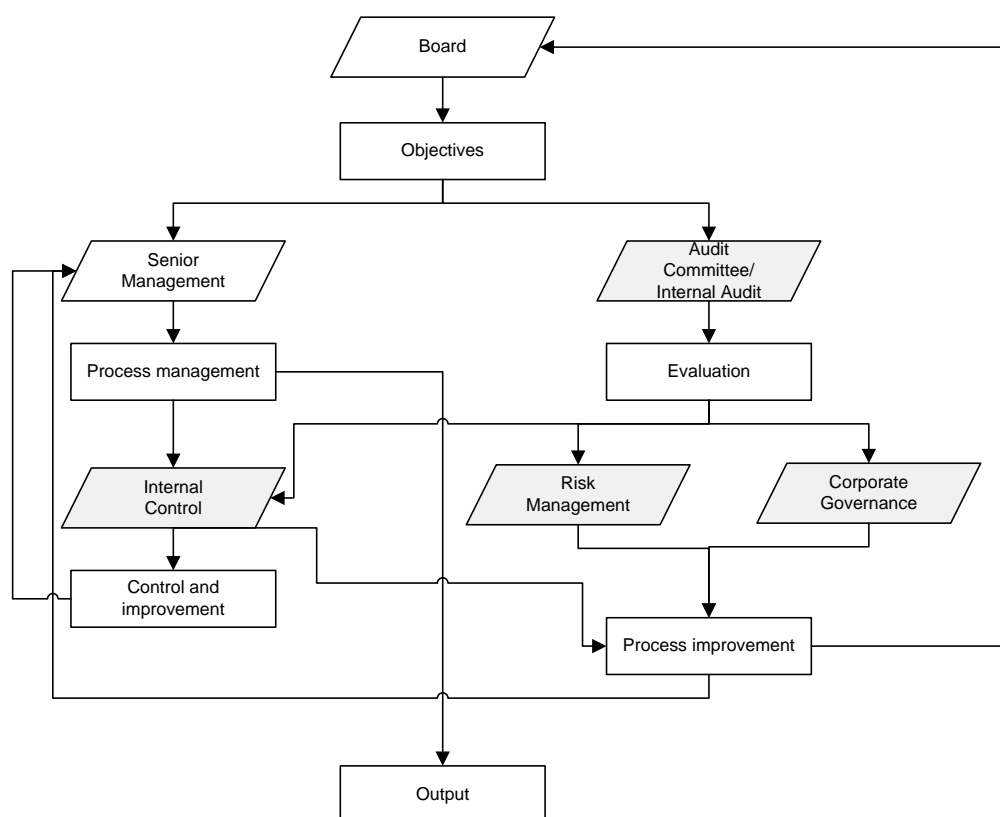 Board
Objectives
Senior
Management
Audit
Committee/
Internal Audit
Process management
Evaluation
Internal
Control
Risk
Management
Corporate
Governance
Control and
improvement
Process improvement
Output